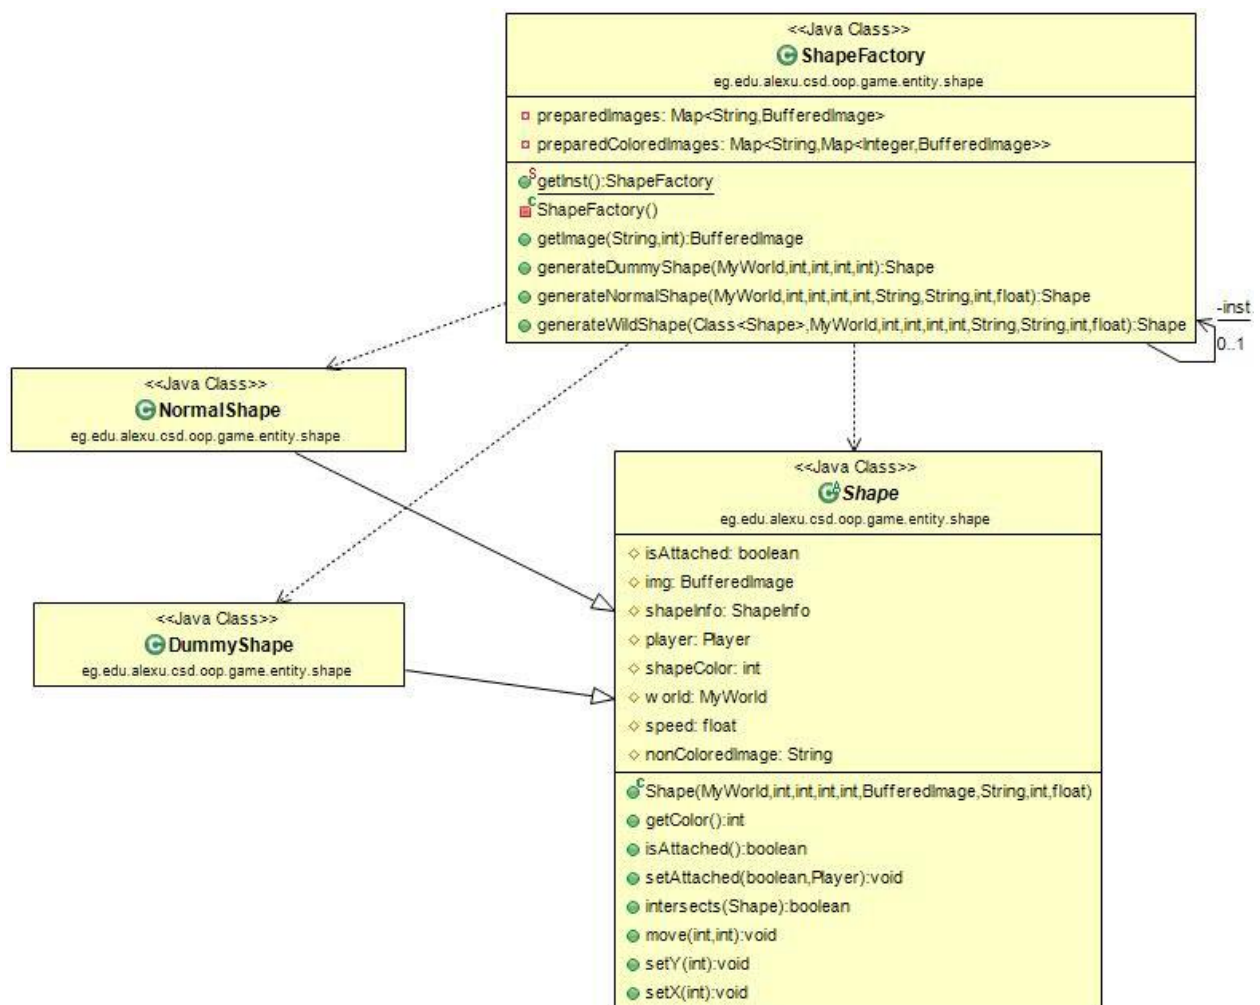 <<Java Class>>
ShapeFactory
eg.edu.alexu.csd.oop.game.entity.shape
preparedImages: Map<String,BufferedImage>
preparedColoredImages: Map<String,Map<Integer,BufferedImage>>
getInst():ShapeFactory
ShapeFactory()
getImage(String,int):BufferedImage
generateDummyShape(MyWorld,int,int,int,int):Shape
generateNormalShape(MyWorld,int,int,int,int,String,String,int,float):Shape
generateWildShape(Class<Shape>,MyWorld,int,int,int,int,String,String,int,float):Shape
-inst
0..1
<<Java Class>>
NormalShape
eg.edu.alexu.csd.oop.game.entity.shape
<<Java Class>>
DummyShape
eg.edu.alexu.csd.oop.game.entity.shape
<<Java Class>>
Shape
eg.edu.alexu.csd.oop.game.entity.shape
isAttached: boolean
img: BufferedImage
shapeInfo: ShapeInfo
player: Player
shapeColor: int
world: MyWorld
speed: float
nonColoredImage: String
Shape(MyWorld,int,int,int,int,BufferedImage,String,int,float)
getColor():int
isAttached():boolean
setAttached(boolean,Player):void
intersects(Shape):boolean
move(int,int):void
setY(int):void
setX(int):void